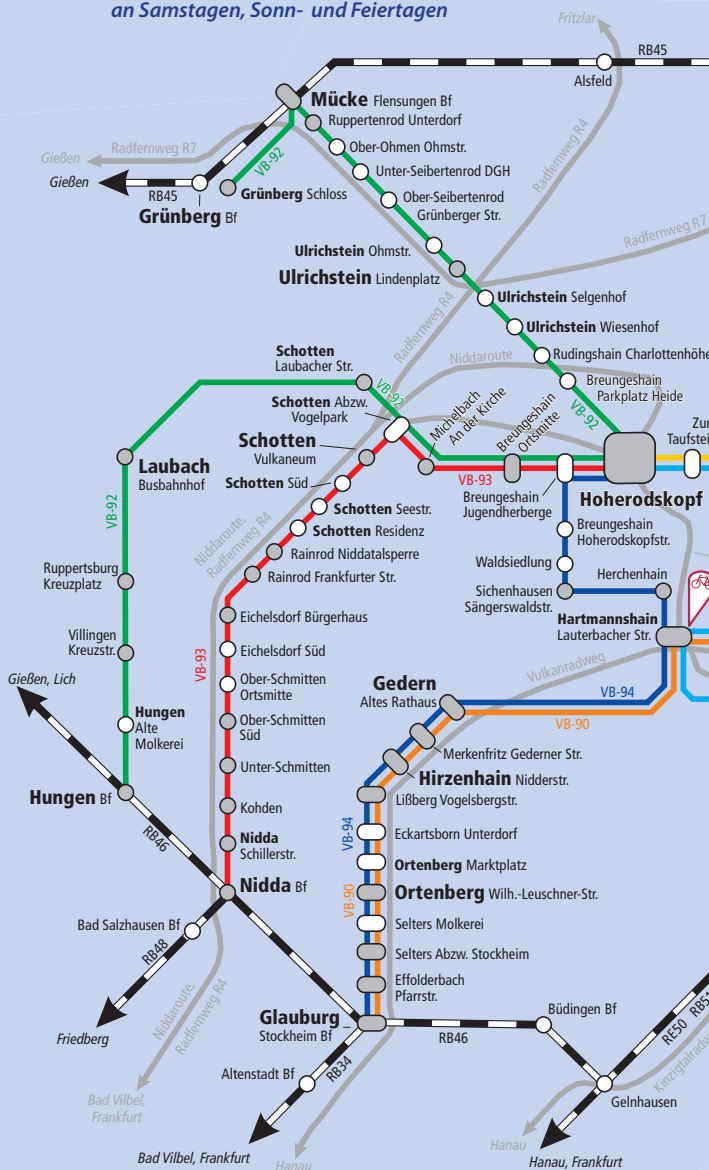 an Samstagen, Sonn- und Feiertagen
Fritzlar
RB45
Alsfeld
Mücke Flensungen Bf
Ruppertenrod Unterdorf
Radfernweg R7
Gießen
VB-92
Ober-Ohmen Ohmstr.
Radfernweg R4
Unter-Seibertenrod DGH
Gießen
RB45
Grünberg Schloss
Ober-Seibertenrod
Grünberger Str.
Grünberg Bf
Radfernweg R7
Ulrichstein Ohmstr.
Ulrichstein Lindenplatz
Ulrichstein Selgenhof
Radfernweg R4
Ulrichstein Wiesenhof
Schotten
Laubacher Str.
Niddaroute
Rudingshain Charlottenhöhe
VB-92
Breungeshain
Parkplatz Heide
Schotten Abzw.
Vogelpark
VB-92
Michelbach
An der Kirche
Breungeshain
Ortsmitte
Zur
Taufstei
Schotten
Vulkaneum
Laubach
Busbahnhof
Schotten Süd
VB-93
Breungeshain
Jugendherberge
Hoherodskopf
VB-92
Schotten Seestr.
Schotten Residenz
Breungeshain
Hoherodskopfstr.
Niddaroute,
Radfernweg R4
Rainrod Niddatalsperre
Waldsiedlung
Ruppertsburg
Kreuzplatz
Rainrod Frankfurter Str.
Herchenhain
Sichenhausen
Sängerswaldstr.
Eichelsdorf Bürgerhaus
Hartmannshain
Lauterbacher Str.
Villingen
Kreuzstr.
Eichelsdorf Süd
VB-93
Gießen, Lich
Ober-Schmitten
Ortsmitte
Vulkanradweg
Gedern
Altes Rathaus
VB-94
Hungen
Alte
Molkerei
Ober-Schmitten
Süd
VB-90
Merkenfritz Gederner Str.
Unter-Schmitten
Hirzenhain Nidderstr.
Hungen Bf
Lißberg Vogelsbergstr.
Kohden
RB46
VB-94
Eckartsborn Unterdorf
Nidda
Schillerstr.
Ortenberg Marktplatz
Nidda Bf
VB-90
Ortenberg Wilh.-Leuschner-Str.
Bad Salzhausen Bf
Selters Molkerei
RB48
Selters Abzw. Stockheim
Niddaroute,
Radfernweg R4
Effolderbach
Pfarrstr.
Glauburg
Stockheim Bf
Büdingen Bf
RB46
Friedberg
RE50
RB51
Altenstadt Bf
RB34
Kinzigtalradw
Bad Vilbel,
Frankfurt
Gelnhausen
Hanau
Bad Vilbel, Frankfurt
Hanau
Hanau, Frankfurt